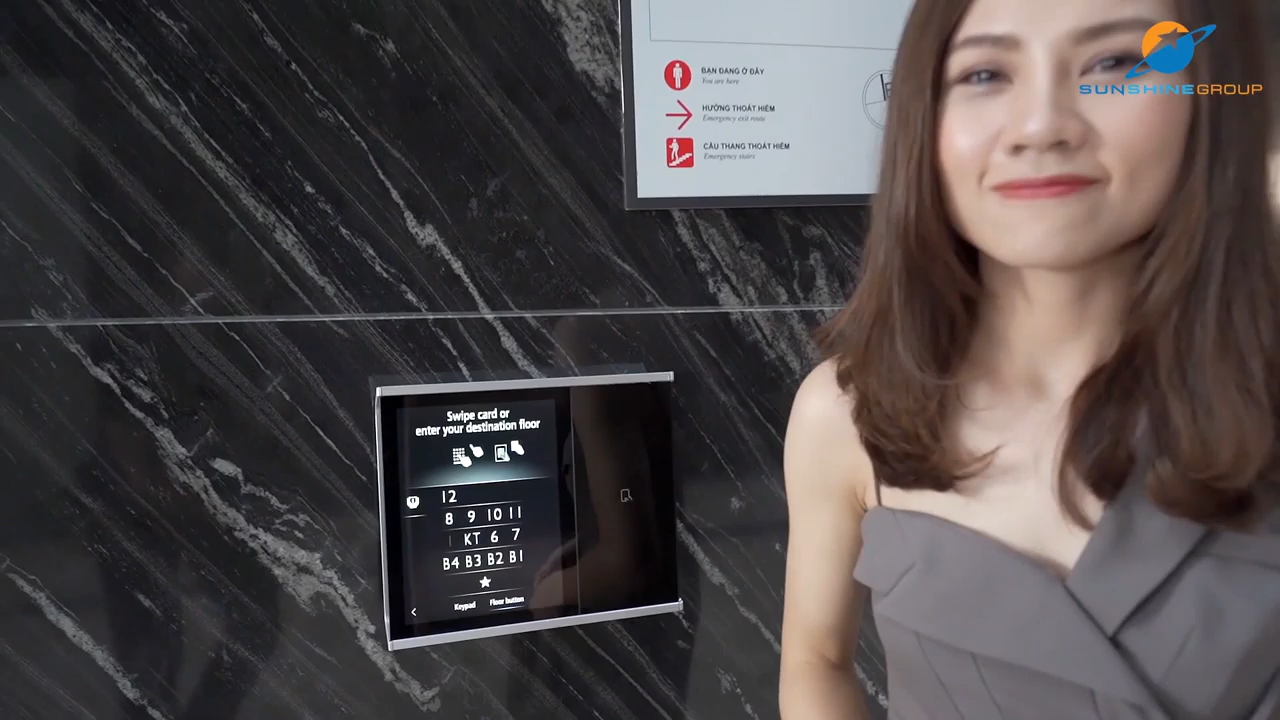 BẠN ĐANG Ở ĐÂY
You are here
HƯỚNG THOÁT HIỂM
Emergency exit route
CẦU THANG THOÁT HIỂM
Emergency stairs
SUNSHINE GROUP
Swipe card or
enter your destination floor
12
8 9 10 11
1 KT 6 7
B4 B3 B2 B1
Keypad Floor button